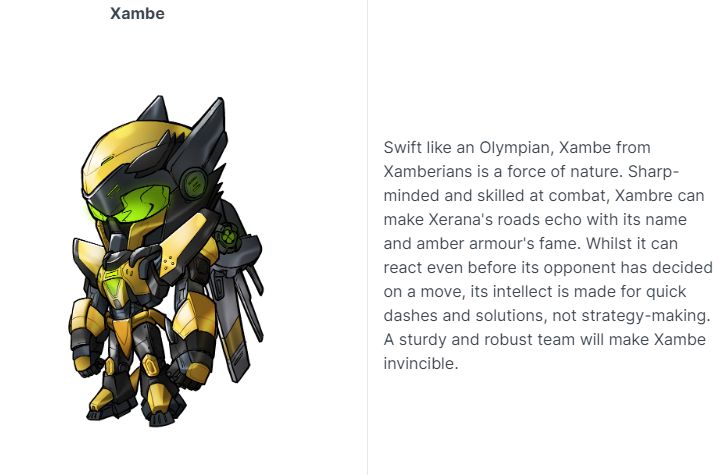 Xambe
Swift like an Olympian, Xambe from
Xamberians is a force of nature. Sharp-
minded and skilled at combat, Xambre can
make Xerana's roads echo with its name
and amber armour's fame. Whilst it can
react even before its opponent has decided
on a move, its intellect is made for quick
dashes and solutions, not strategy-making.
A sturdy and robust team will make Xambe
invincible.